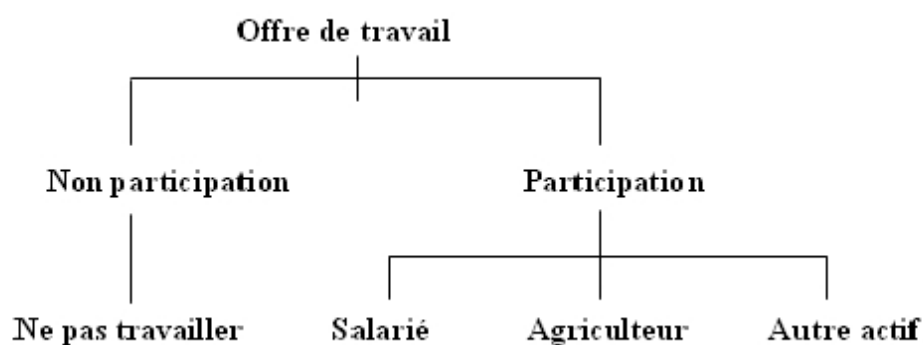 Offre de travail
Non participation Participation
Ne pas travailler Salarié Agriculteur Autre actif